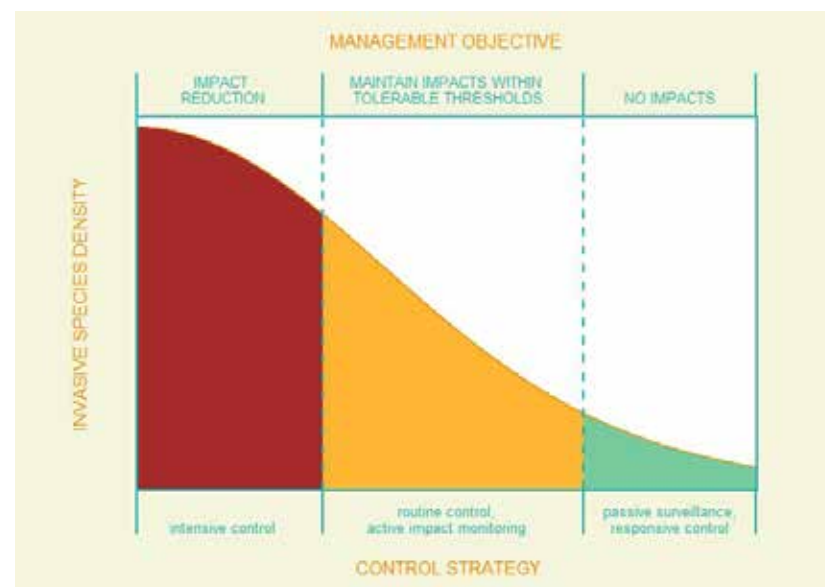 MANAGEMENT OBJECTIVE
IMPACT
REDUCTION
MAINTAIN IMPACTS WITHIN
TOLERABLE THRESHOLDS
NO IMPACTS
INVASIVE SPECIES DENSITY
intensive control
routine control,
active impact monitoring
passive surveillance,
responsive control
CONTROL STRATEGY